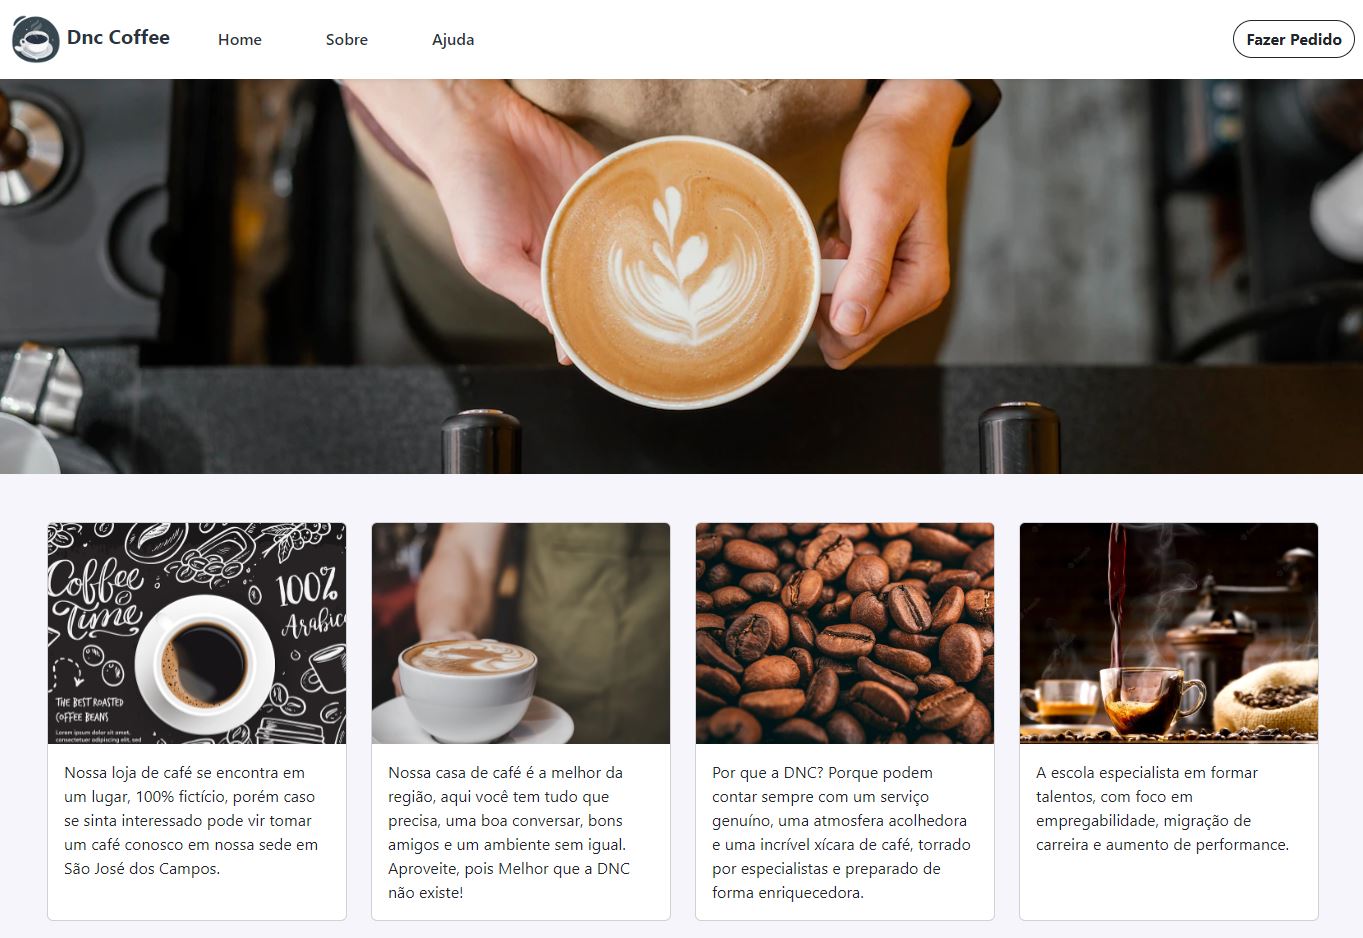 Dnc Coffee
Home
Sobre
Ajuda
Fazer Pedido
Coffee
Time
100%
Arabica
THE BEST ROASTED
COFFEE BEANS
Lorem ipsum dolor sit amet,
consectetuer adipiscing elit, sed
Nossa loja de café se encontra em
um lugar, 100% fictício, porém caso
se sinta interessado pode vir tomar
um café conosco em nossa sede em
São José dos Campos.
Nossa casa de café é a melhor da
região, aqui você tem tudo que
precisa, uma boa conversar, bons
amigos e um ambiente sem igual.
Aproveite, pois Melhor que a DNC
não existe!
Por que a DNC? Porque podem
contar sempre com um serviço
genuíno, uma atmosfera acolhedora
e uma incrível xícara de café, torrado
por especialistas e preparado de
forma enriquecedora.
A escola especialista em formar
talentos, com foco em
empregabilidade, migração de
carreira e aumento de performance.